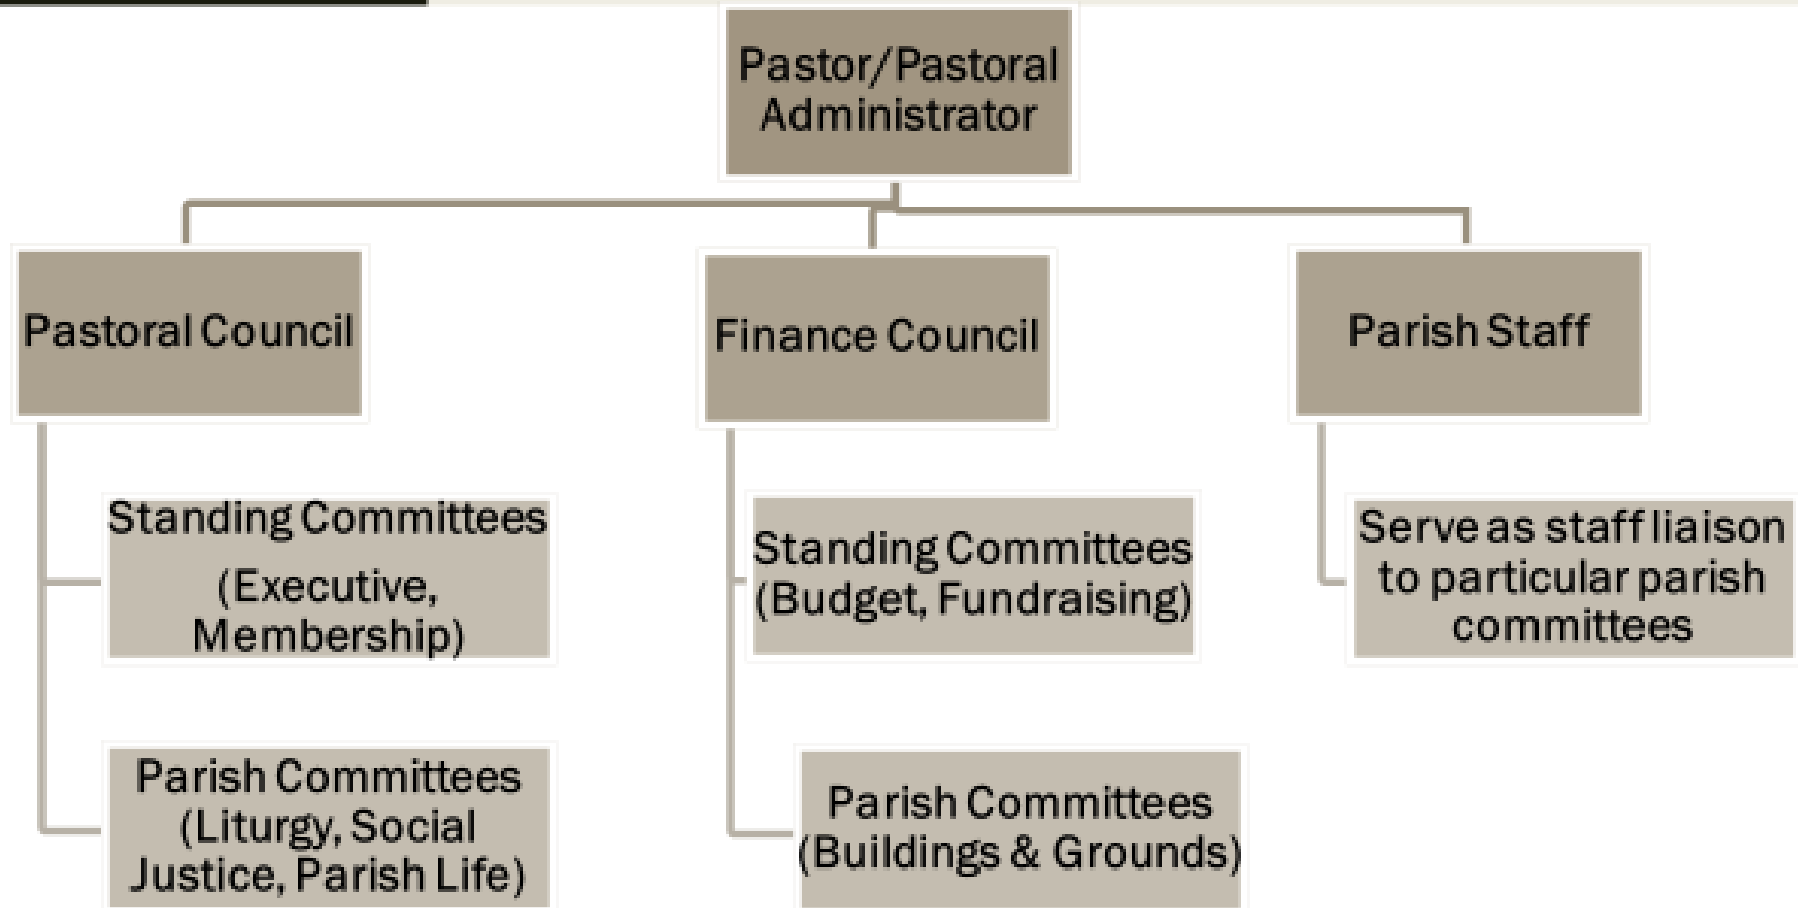 Pastor/Pastoral
Administrator
Pastoral Council
Finance Council
Parish Staff
Standing Committees
(Executive,
Membership)
Standing Committees
(Budget, Fundraising)
Serve as staff liaison
to particular parish
committees
Parish Committees
(Liturgy, Social
Justice, Parish Life)
Parish Committees
(Buildings & Grounds)